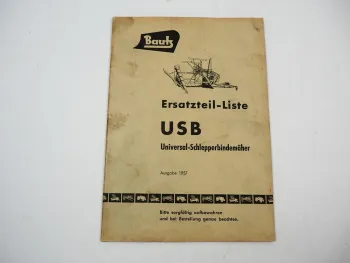 Bautz
Ersatzteil-Liste
USB
Universal-Schlepperbindemäher
Ausgabe 1957
Bitte sorgfältig aufbewahren
und bei Bestellung genau beachten.